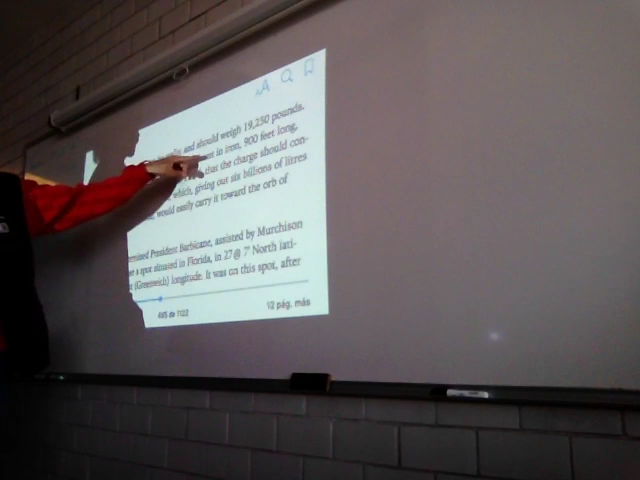 AA
and should weigh 19,250 pounds.
in iron, 900 feet long,
that the charge should con-
which, giving out six billions of litres
would easily carry it toward the orb of
President Barbicane, assisted by Murchison
a spot situated in Florida, in 27@ 7' North lati-
(Greenwich) longitude. It was on this spot, after
495 de 1122 12 pág. más